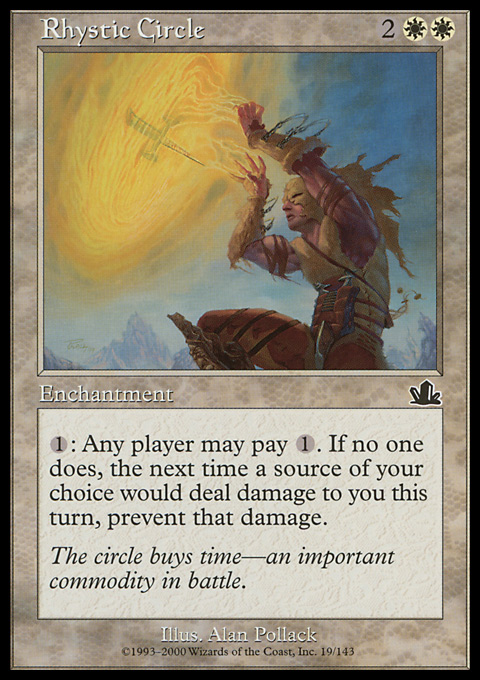 Rhystic Circle 2
Enchantment
1: Any player may pay 1. If no one
does, the next time a source of your
choice would deal damage to you this
turn, prevent that damage.
The circle buys time—an important
commodity in battle.
Illus. Alan Pollack
©1993–2000 Wizards of the Coast, Inc. 19/143